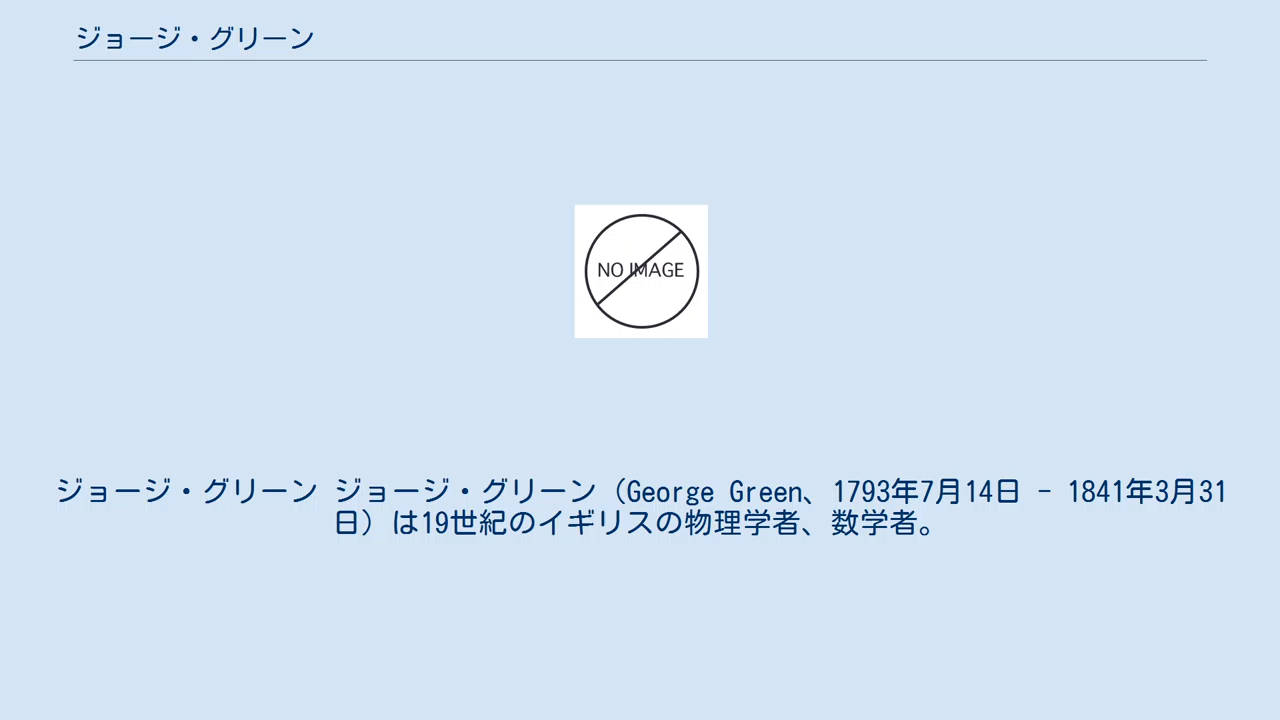 ジョージ・グリーン
NO IMAGE
ジョージ・グリーン ジョージ・グリーン（George Green、1793年7月14日 - 1841年3月31
日）は19世紀のイギリスの物理学者、数学者。